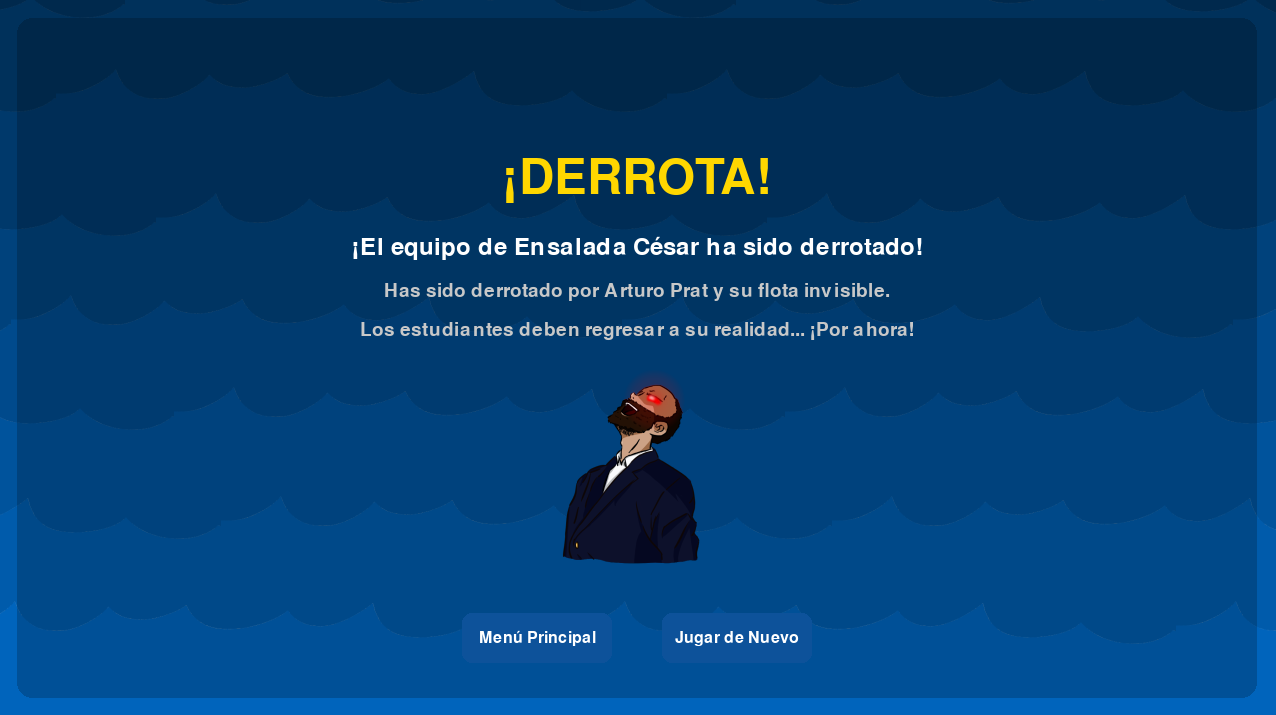 ¡DERROTA!
¡El equipo de Ensalada César ha sido derrotado!
Has sido derrotado por Arturo Prat y su flota invisible.
Los estudiantes deben regresar a su realidad... ¡Por ahora!
Menú Principal
Jugar de Nuevo